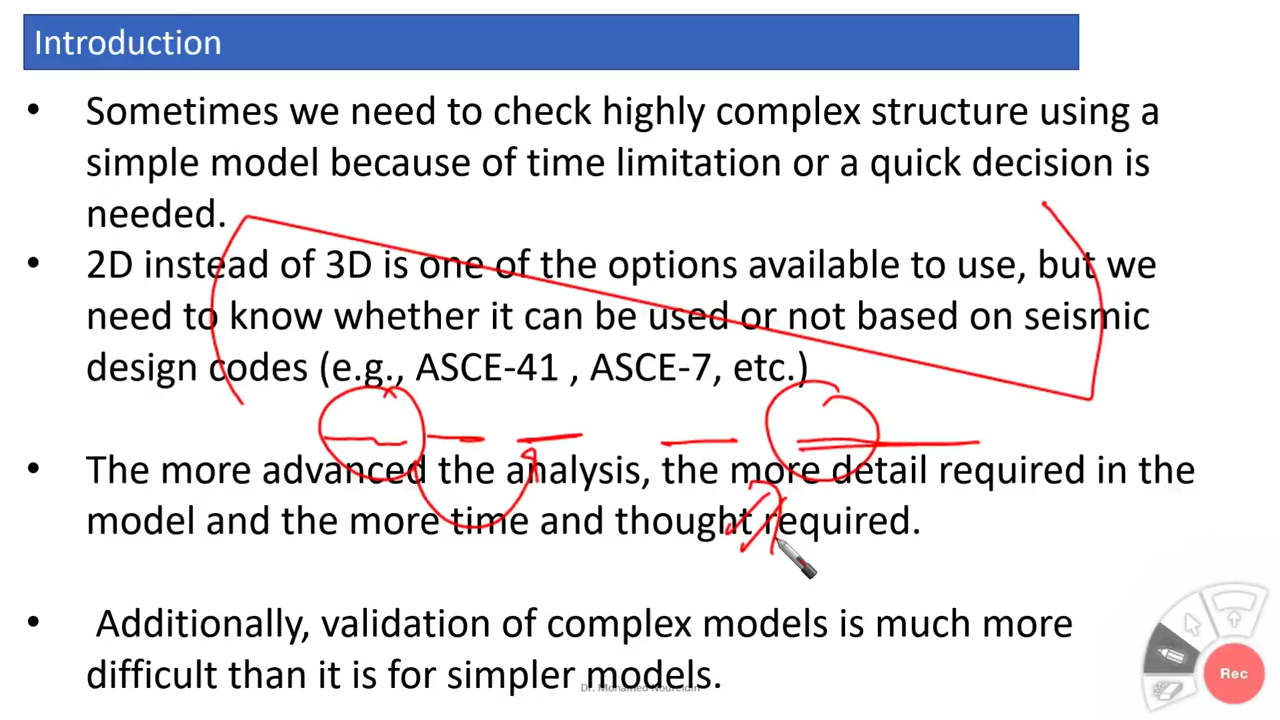 Introduction
• Sometimes we need to check highly complex structure using a
simple model because of time limitation or a quick decision is
needed.
• 2D instead of 3D is one of the options available to use, but we
need to know whether it can be used or not based on seismic
design codes (e.g., ASCE-41 , ASCE-7, etc.)
• The more advanced the analysis, the more detail required in the
model and the more time and thought required.
• Additionally, validation of complex models is much more
difficult than it is for simpler models.
Dr. Mohamed Noureldin
Rec